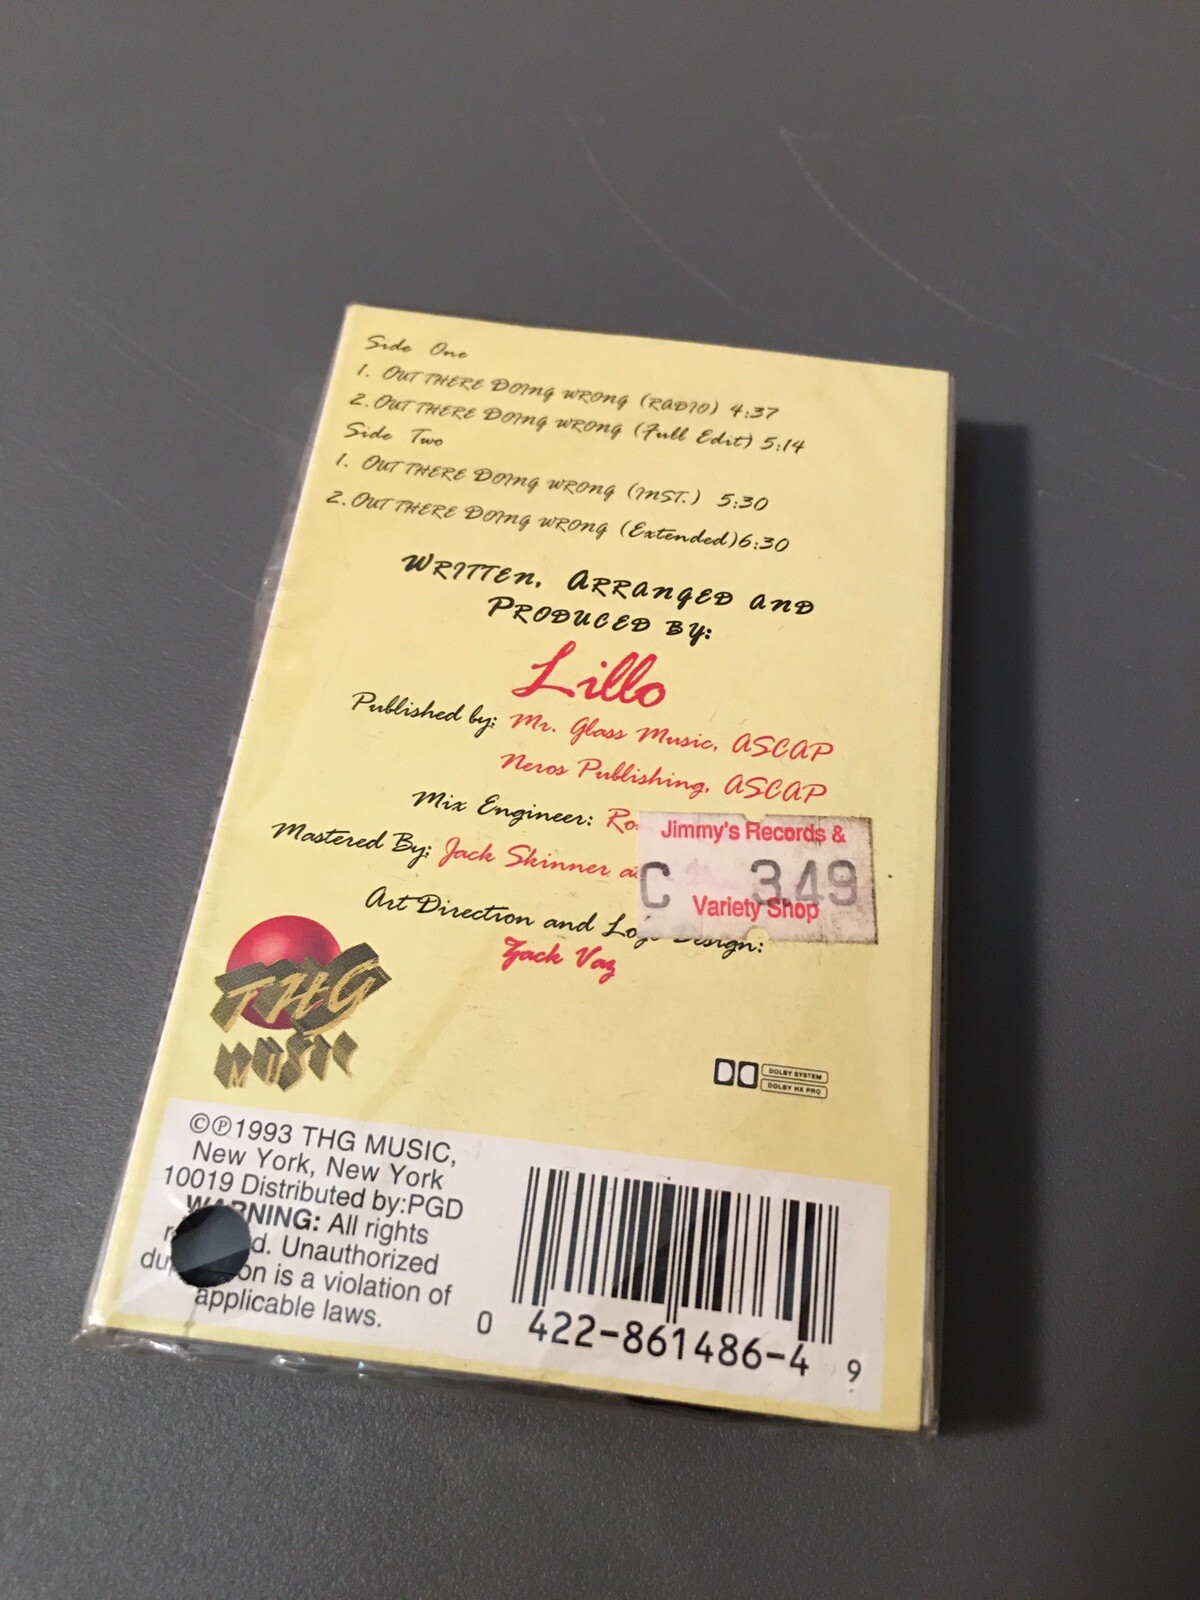 Side One
1. OUT THERE DOING WRONG (RADIO) 4:37
2. OUT THERE DOING WRONG (Full Edit) 5:14
Side Two
1. OUT THERE DOING WRONG (INST.) 5:30
2. OUT THERE DOING WRONG (Extended) 6:30
WRITTEN, ARRANGED AND
PRODUCED BY:
Lillo
Published by: Mr. Glass Music, ASCAP
Neros Publishing, ASCAP
Mix Engineer:
Mastered By: Jack Skinner
Jimmy's Records &
C 3.49
Variety Shop
Art Direction and Design:
Zack Vaz
THG
MUSIC
DOLBY SYSTEM
DOLBY HX PRO
©℗1993 THG MUSIC,
New York, New York
10019 Distributed by:PGD
WARNING: All rights
Unauthorized
is a violation of
applicable laws.
0 422-861486-4 9